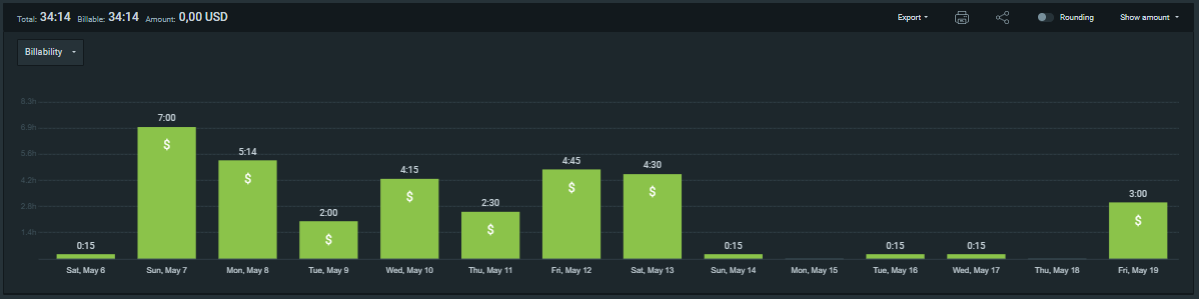 Total: 34:14 Billable: 34:14 Amount: 0,00 USD Export Rounding Show amount
Billability
8.3h
6.9h
5.6h
4.2h
2.8h
1.4h
0:15 7:00 5:14 2:00 4:15 2:30 4:45 4:30 0:15 0:15 0:15 3:00
$ $ $ $ $ $ $ $
Sat, May 6 Sun, May 7 Mon, May 8 Tue, May 9 Wed, May 10 Thu, May 11 Fri, May 12 Sat, May 13 Sun, May 14 Mon, May 15 Tue, May 16 Wed, May 17 Thu, May 18 Fri, May 19